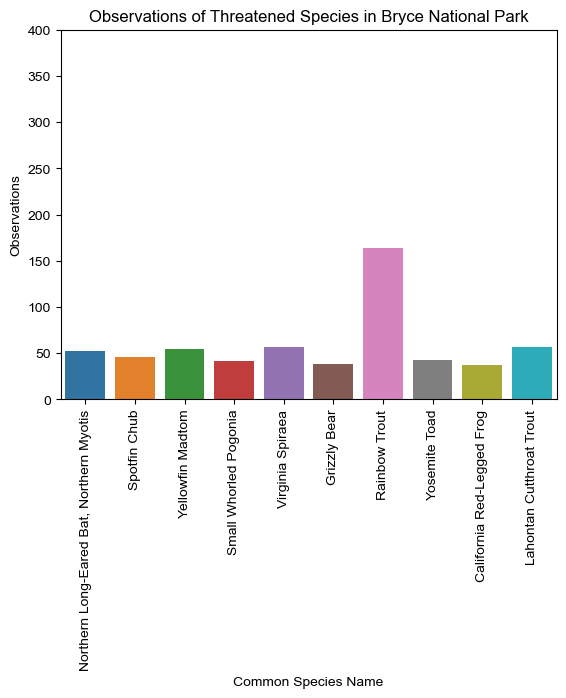 Observations of Threatened Species in Bryce National Park
400
350
300
250
200
150
100
50
0
Observations
Northern Long-Eared Bat, Northern Myotis
Spotfin Chub
Yellowfin Madtom
Small Whorled Pogonia
Virginia Spiraea
Grizzly Bear
Rainbow Trout
Yosemite Toad
California Red-Legged Frog
Lahontan Cutthroat Trout
Common Species Name